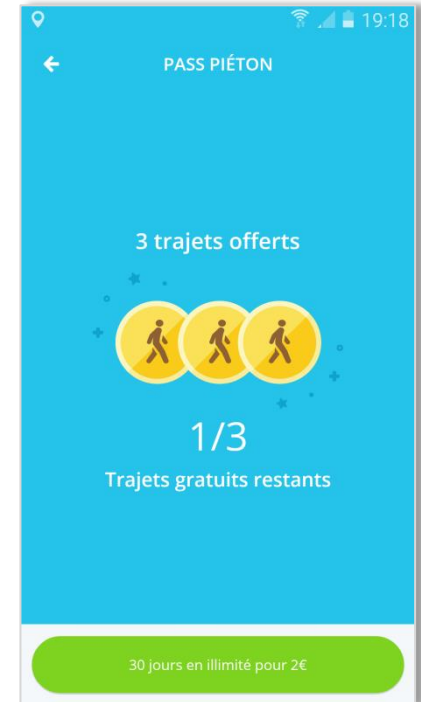 19:18
PASS PIÉTON
3 trajets offerts
1/3
Trajets gratuits restants
30 jours en illimité pour 2€